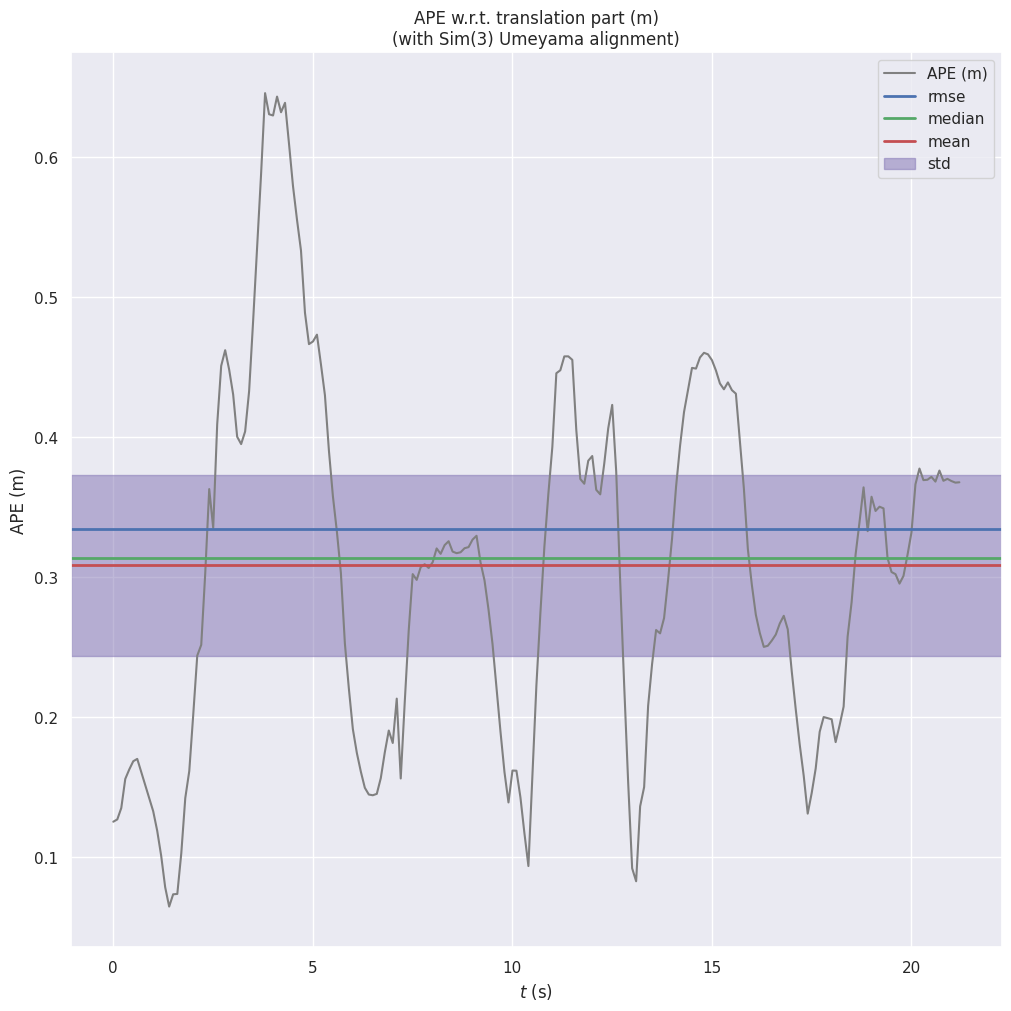 APE w.r.t. translation part (m)
(with Sim(3) Umeyama alignment)
APE (m)
rmse
median
mean
std
APE (m)
0.6
0.5
0.4
0.3
0.2
0.1
0 5 10 15 20
t (s)